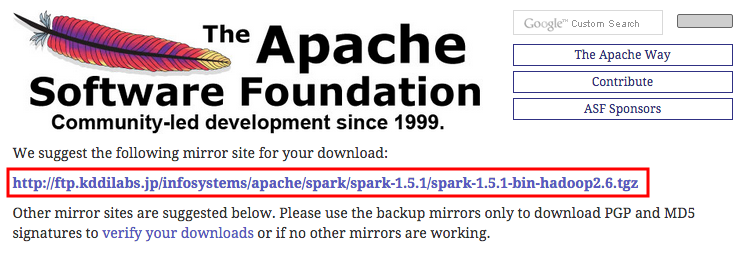 The Apache
Software Foundation
Community-led development since 1999.
Google™ Custom Search
The Apache Way
Contribute
ASF Sponsors
We suggest the following mirror site for your download:
http://ftp.kddilabs.jp/infosystems/apache/spark/spark-1.5.1/spark-1.5.1-bin-hadoop2.6.tgz
Other mirror sites are suggested below. Please use the backup mirrors only to download PGP and MD5
signatures to verify your downloads or if no other mirrors are working.